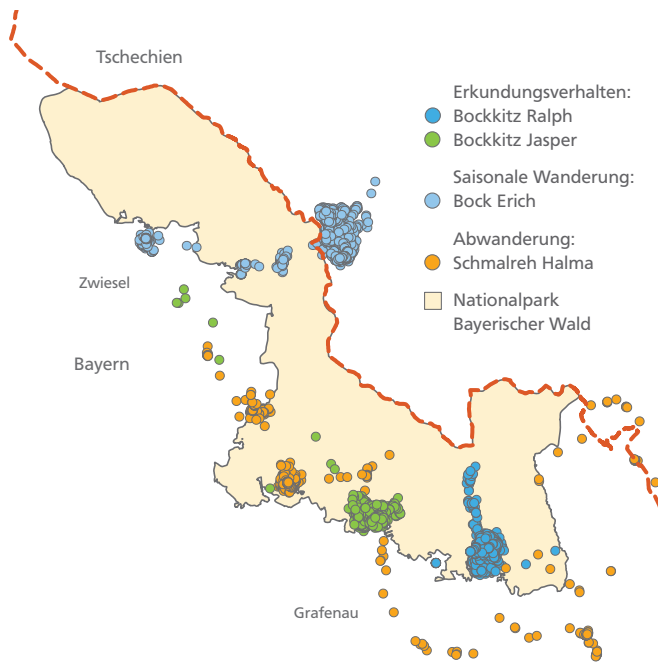 Tschechien
Erkundungsverhalten:
Bockkitz Ralph
Bockkitz Jasper
Saisonale Wanderung:
Bock Erich
Abwanderung:
Schmalreh Halma
Nationalpark
Bayerischer Wald
Zwiesel
Bayern
Grafenau